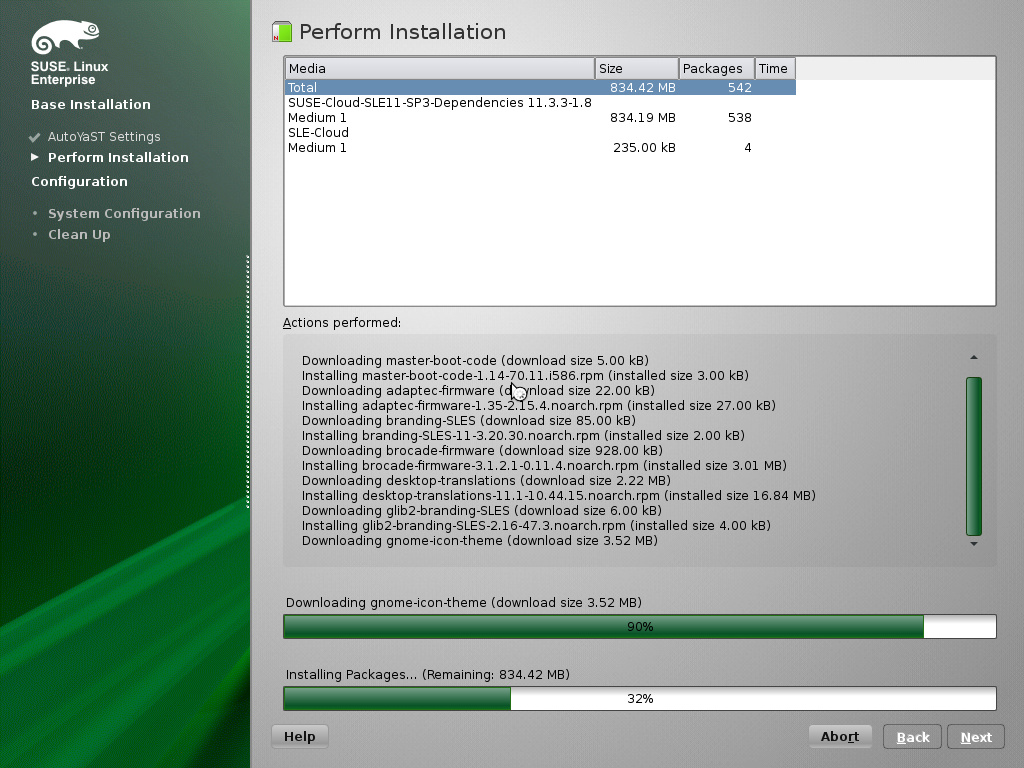 SUSE. Linux
Enterprise
Base Installation
AutoYaST Settings
Perform Installation
Configuration
System Configuration
Clean Up
Perform Installation
Media Size Packages Time
Total 834.42 MB 542
SUSE-Cloud-SLE11-SP3-Dependencies 11.3.3-1.8
Medium 1 834.19 MB 538
SLE-Cloud
Medium 1 235.00 kB 4
Actions performed:
Downloading master-boot-code (download size 5.00 kB)
Installing master-boot-code-1.14-70.11.i586.rpm (installed size 3.00 kB)
Downloading adaptec-firmware (download size 22.00 kB)
Installing adaptec-firmware-1.35-2.15.4.noarch.rpm (installed size 27.00 kB)
Downloading branding-SLES (download size 85.00 kB)
Installing branding-SLES-11-3.20.30.noarch.rpm (installed size 2.00 kB)
Downloading brocade-firmware (download size 928.00 kB)
Installing brocade-firmware-3.1.2.1-0.11.4.noarch.rpm (installed size 3.01 MB)
Downloading desktop-translations (download size 2.22 MB)
Installing desktop-translations-11.1-10.44.15.noarch.rpm (installed size 16.84 MB)
Downloading glib2-branding-SLES (download size 6.00 kB)
Installing glib2-branding-SLES-2.16-47.3.noarch.rpm (installed size 4.00 kB)
Downloading gnome-icon-theme (download size 3.52 MB)
Downloading gnome-icon-theme (download size 3.52 MB)
90%
Installing Packages... (Remaining: 834.42 MB)
32%
Help Abort Back Next